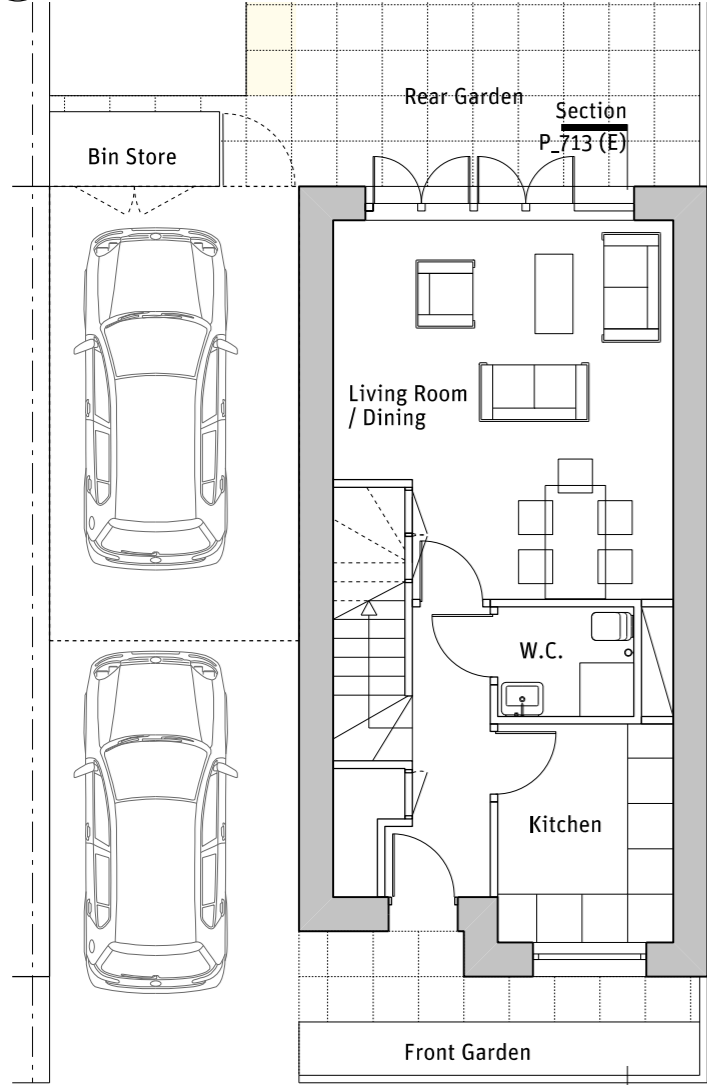 Rear Garden
Section
P_713 (E)
Bin Store
Living Room
/ Dining
W.C.
Kitchen
Front Garden